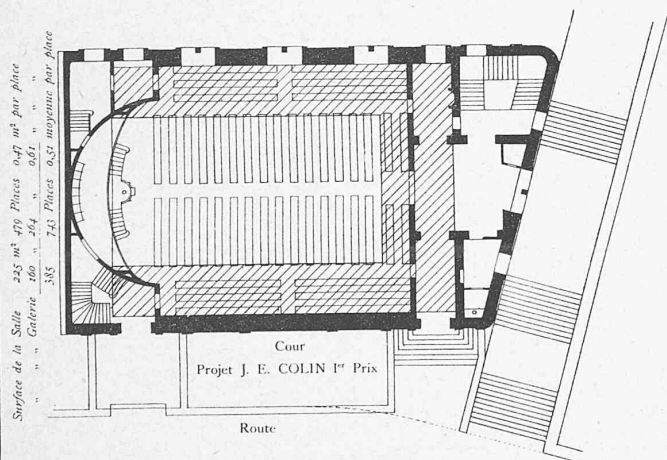 Surface de la Salle 225 m² 479 Places 0,47 m² par place
„ „ Galerie 160 „ 264 „ 0,61 „ „ „
385 743 Places 0,51 moyenne par place
Cour
Projet J. E. COLIN Iᵉʳ Prix
Route